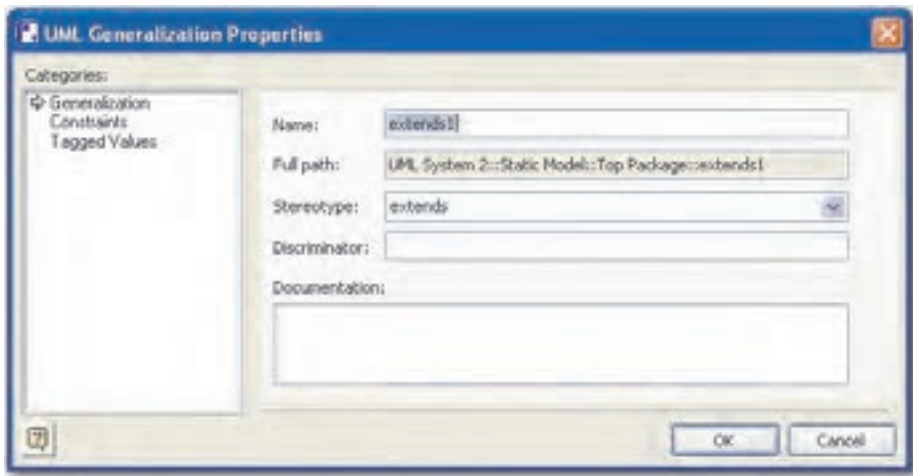 UML Generalization Properties
Categories:
Generalization
Constraints
Tagged Values
Name: extends1
Full path: UML System 2::Static Model::Top Package::extends1
Stereotype: extends
Discriminator:
Documentation:
OK Cancel